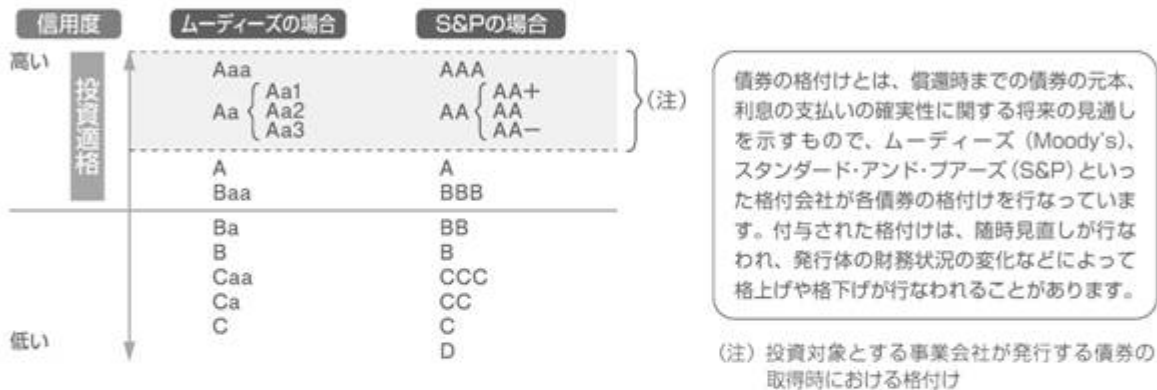 信用度 ムーディーズの場合 S&Pの場合
高い
投資適格
Aaa AAA
Aa Aa1 Aa2 Aa3 AA AA+ AA AA−
(注)
A A
Baa BBB
Ba BB
B B
Caa CCC
Ca CC
C C
D
低い
債券の格付けとは、償還時までの債券の元本、
利息の支払いの確実性に関する将来の見通し
を示すもので、ムーディーズ(Moody's)、
スタンダード・アンド・プアーズ(S&P)といっ
た格付会社が各債券の格付けを行なっていま
す。付与された格付けは、随時見直しが行な
われ、発行体の財務状況の変化などによって
格上げや格下げが行なわれることがあります。
(注)投資対象とする事業会社が発行する債券の
取得時における格付け